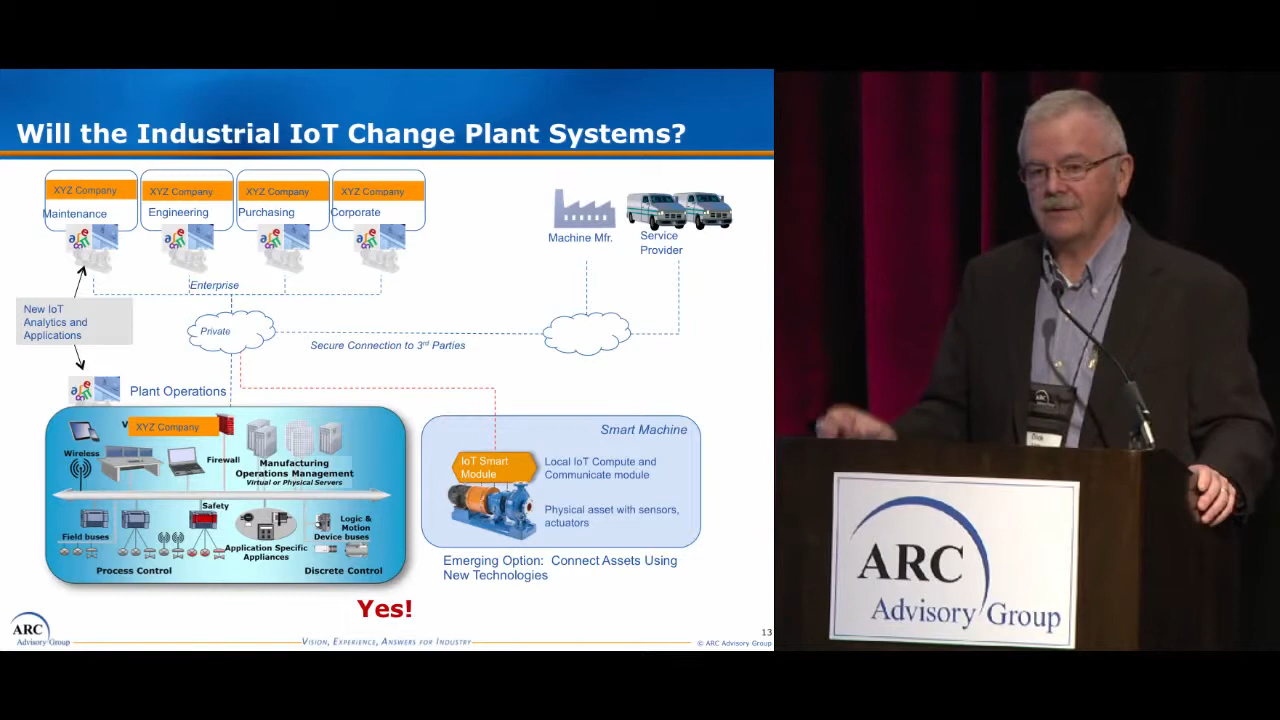 Will the Industrial IoT Change Plant Systems?
XYZ Company
XYZ Company
XYZ Company
XYZ Company
Maintenance
Engineering
Purchasing
Corporate
Machine Mfr.
Service
Provider
Enterprise
New IoT
Analytics and
Applications
Private
Secure Connection to 3rd Parties
Plant Operations
XYZ Company
Wireless
Firewall
Manufacturing
Operations Management
Virtual or Physical Servers
Safety
Field buses
Logic &
Motion
Device buses
Application Specific
Appliances
Process Control
Discrete Control
Smart Machine
IoT Smart
Module
Local IoT Compute and
Communicate module
Physical asset with sensors,
actuators
Emerging Option: Connect Assets Using
New Technologies
Yes!
ARC
Advisory Group
VISION, EXPERIENCE, ANSWERS FOR INDUSTRY
13
© ARC Advisory Group
ARC
ARC
Advisory Group